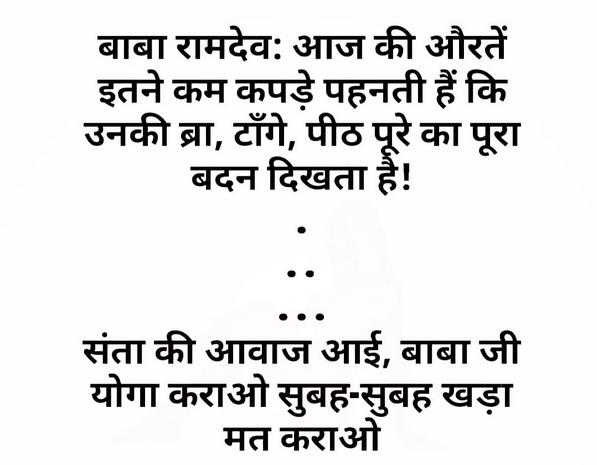 बाबा रामदेव: आज की औरतें
इतने कम कपड़े पहनती हैं कि
उनकी ब्रा, टाँगे, पीठ पूरे का पूरा
बदन दिखता है!
.
..
...
संता की आवाज आई, बाबा जी
योगा कराओ सुबह-सुबह खड़ा
मत कराओ